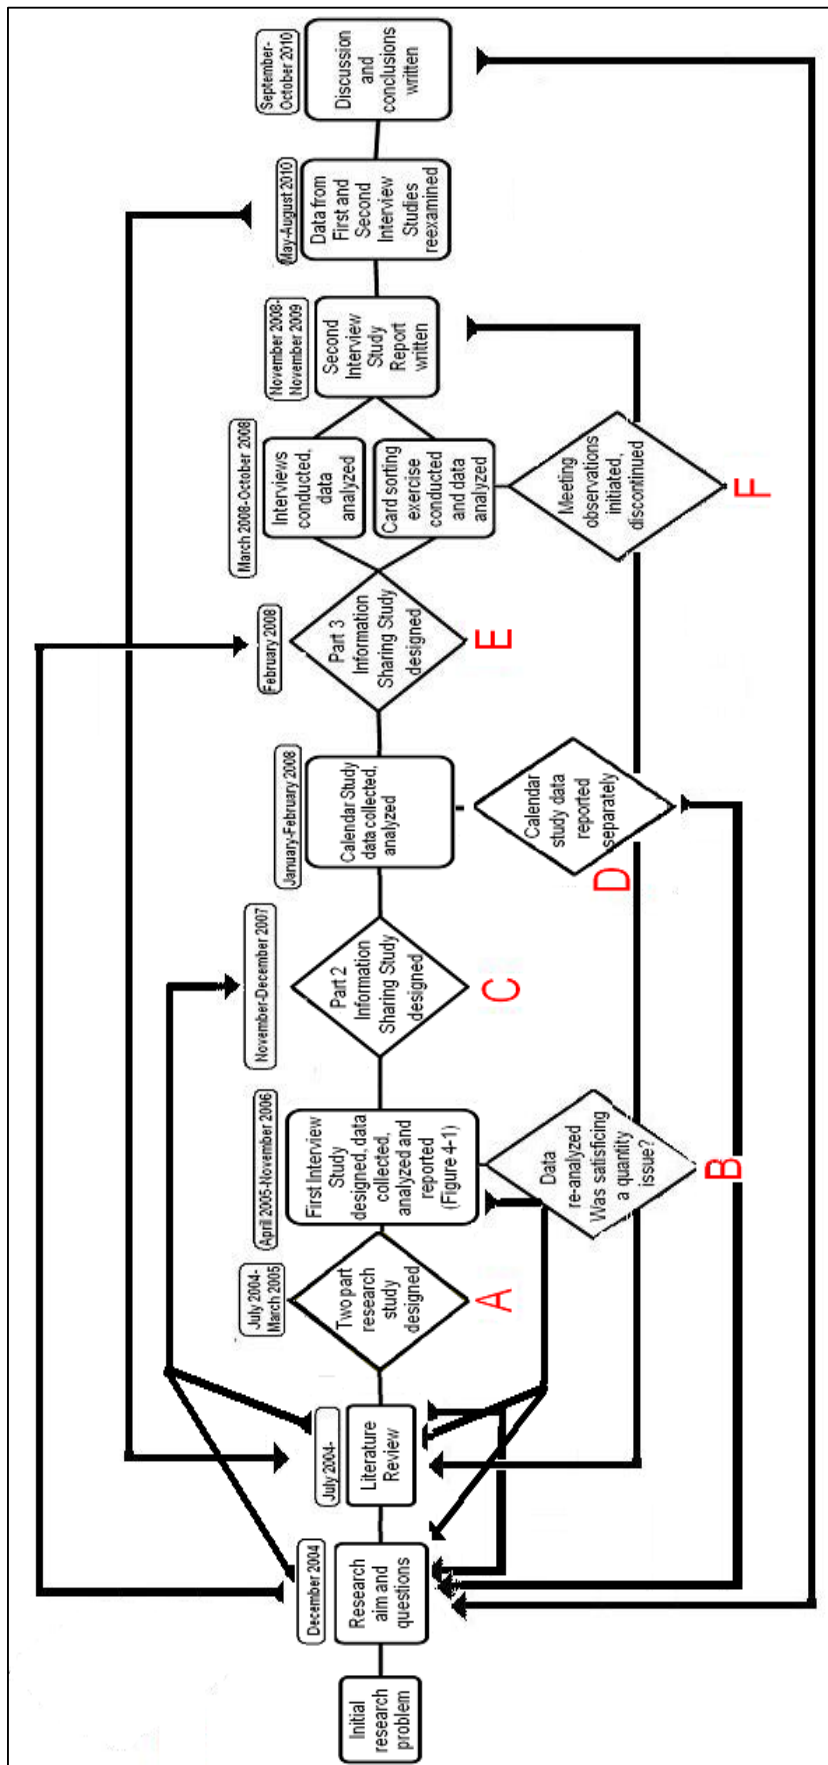 Initial
research
problem
December 2004
Research
aim and
questions
July 2004-
Literature
Review
July 2004-
March 2005
Two part
research
study
designed
A
April 2005-November 2006
First Interview
Study
designed, data
collected,
analyzed and
reported
(Figure 4-1)
Data
re-analyzed
Was satisficing
a quantity
issue?
B
November-December 2007
Part 2
Information
Sharing Study
designed
C
January-February 2008
Calendar Study
data collected,
analyzed
Calendar
study data
reported
separately
D
February 2008
Part 3
Information
Sharing Study
designed
E
March 2008-October 2008
Interviews
conducted,
data
analyzed
Card sorting
exercise
conducted
and data
analyzed
Meeting
observations
initiated,
discontinued
F
November 2008-
November 2009
Second
Interview
Study
Report
written
May-August 2010
Data from
First and
Second
Interview
Studies
reexamined
September-
October 2010
Discussion
and
conclusions
written